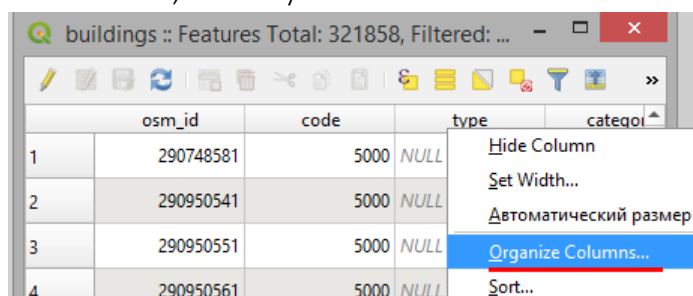 buildings :: Features Total: 321858, Filtered: ...
osm_id code type categor
1 290748581 5000 NULL
Hide Column
Set Width...
2 290950541 5000 NULL
Автоматический размер
3 290950551 5000 NULL
Organize Columns...
4 290950561 5000 NULL
Sort...